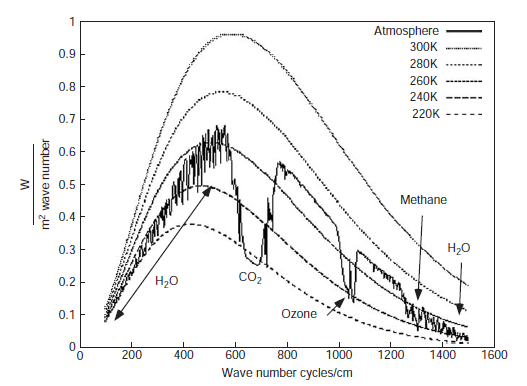 1
0.9
0.8
0.7
0.6
0.5
0.4
0.3
0.2
0.1
0
W
m² wave number
Atmosphere
300K
280K
260K
240K
220K
Methane
H₂O
H₂O
CO₂
Ozone
0 200 400 600 800 1000 1200 1400 1600
Wave number cycles/cm